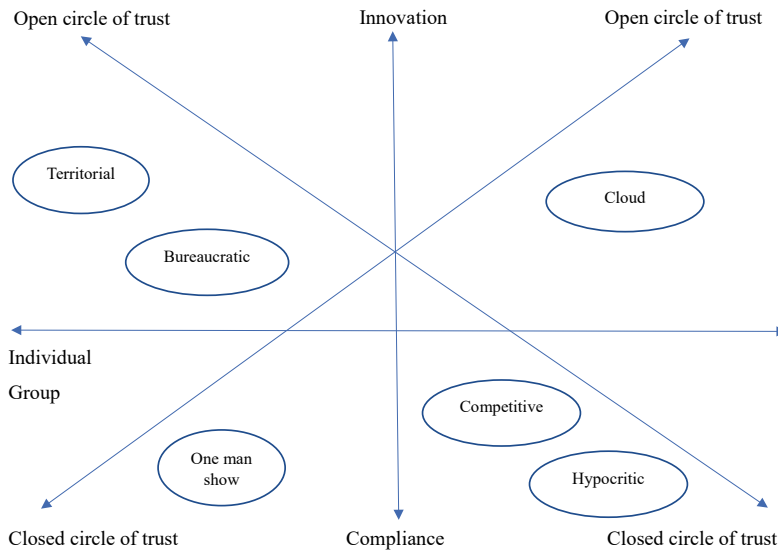 Open circle of trust
Innovation
Open circle of trust
Territorial
Cloud
Bureaucratic
Individual
Group
Competitive
One man
show
Hypocritic
Closed circle of trust
Compliance
Closed circle of trust